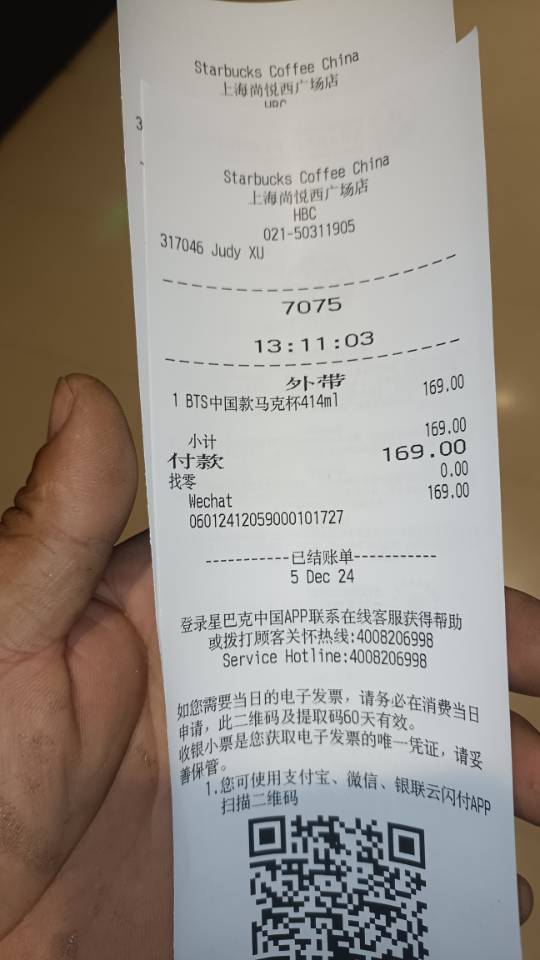 Starbucks Coffee China
上海尚悦西广场店
HBC
3
Starbucks Coffee China
上海尚悦西广场店
HBC
021-50311905
317046 Judy XU
7075
13:11:03
外带
1 BTS中国款马克杯414ml 169.00
小计 169.00
付款 169.00
找零 0.00
Wechat 169.00
06012412059000101727
-----------已结账单-----------
5 Dec 24
登录星巴克中国APP联系在线客服获得帮助
或拨打顾客关怀热线:4008206998
Service Hotline:4008206998
如您需要当日的电子发票，请务必在消费当日
申请，此二维码及提取码60天有效。
收银小票是您获取电子发票的唯一凭证，请妥
善保管。
1.您可使用支付宝、微信、银联云闪付APP
扫描二维码